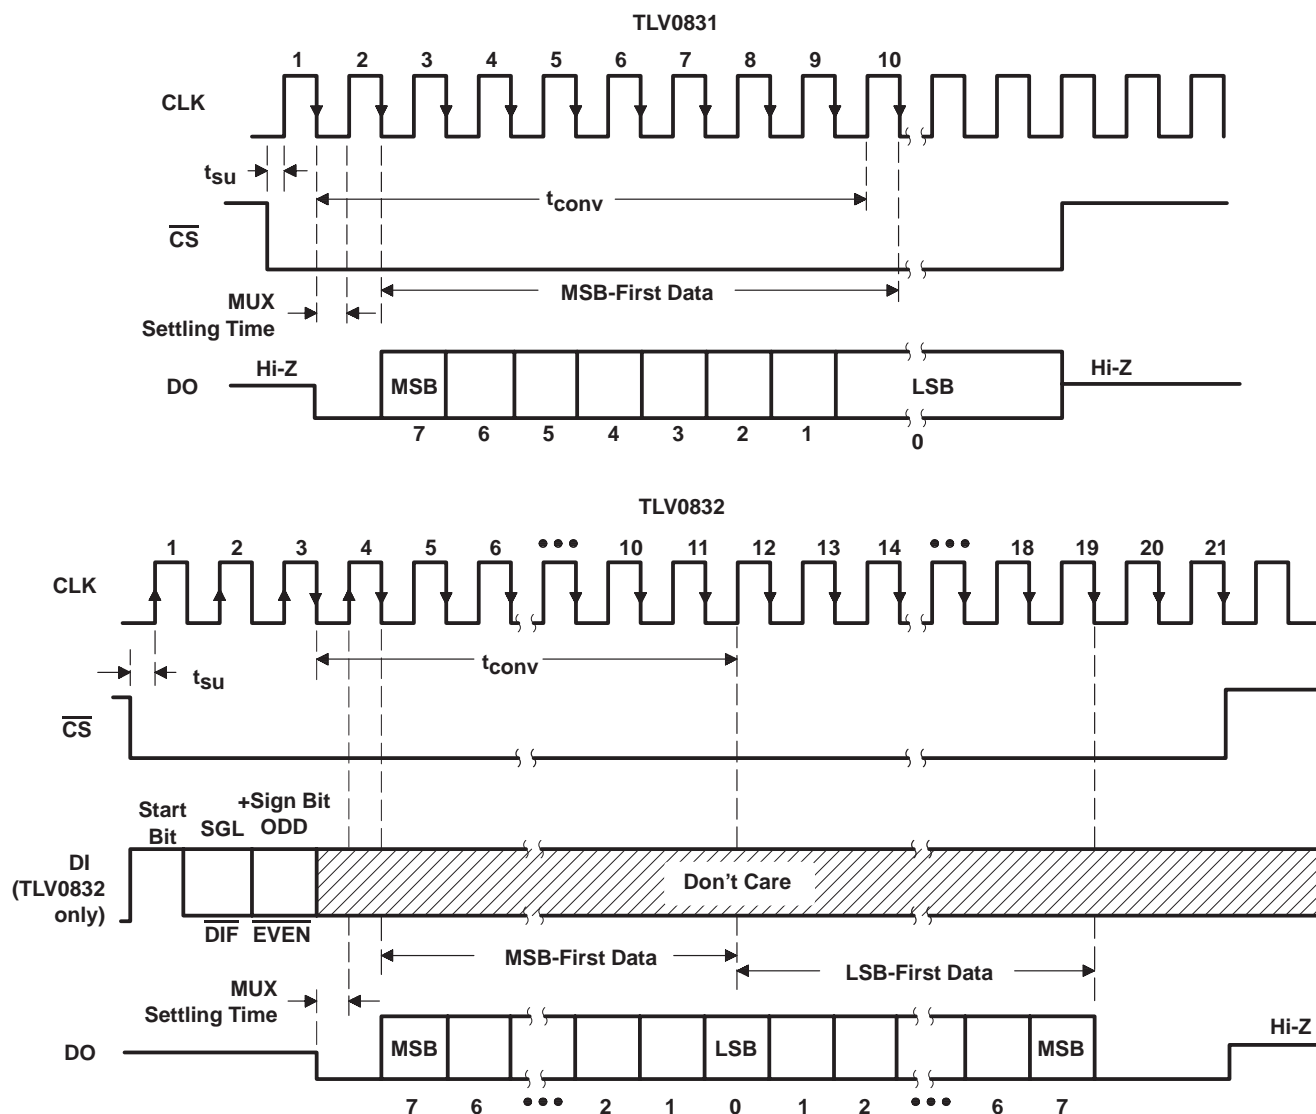 TLV0831
1 2 3 4 5 6 7 8 9 10
CLK
tsu
tconv
CS
MSB-First Data
MUX
Settling Time
Hi-Z
Hi-Z
DO
MSB
LSB
7 6 5 4 3 2 1 0
TLV0832
1 2 3 4 5 6 ••• 10 11 12 13 14 ••• 18 19 20 21
CLK
tsu
tconv
CS
Start
Bit
SGL
+Sign Bit
ODD
DI
(TLV0832
only)
Don't Care
DIF
EVEN
MSB-First Data
LSB-First Data
MUX
Settling Time
Hi-Z
DO
MSB
LSB
MSB
7 6 ••• 2 1 0 1 2 ••• 6 7